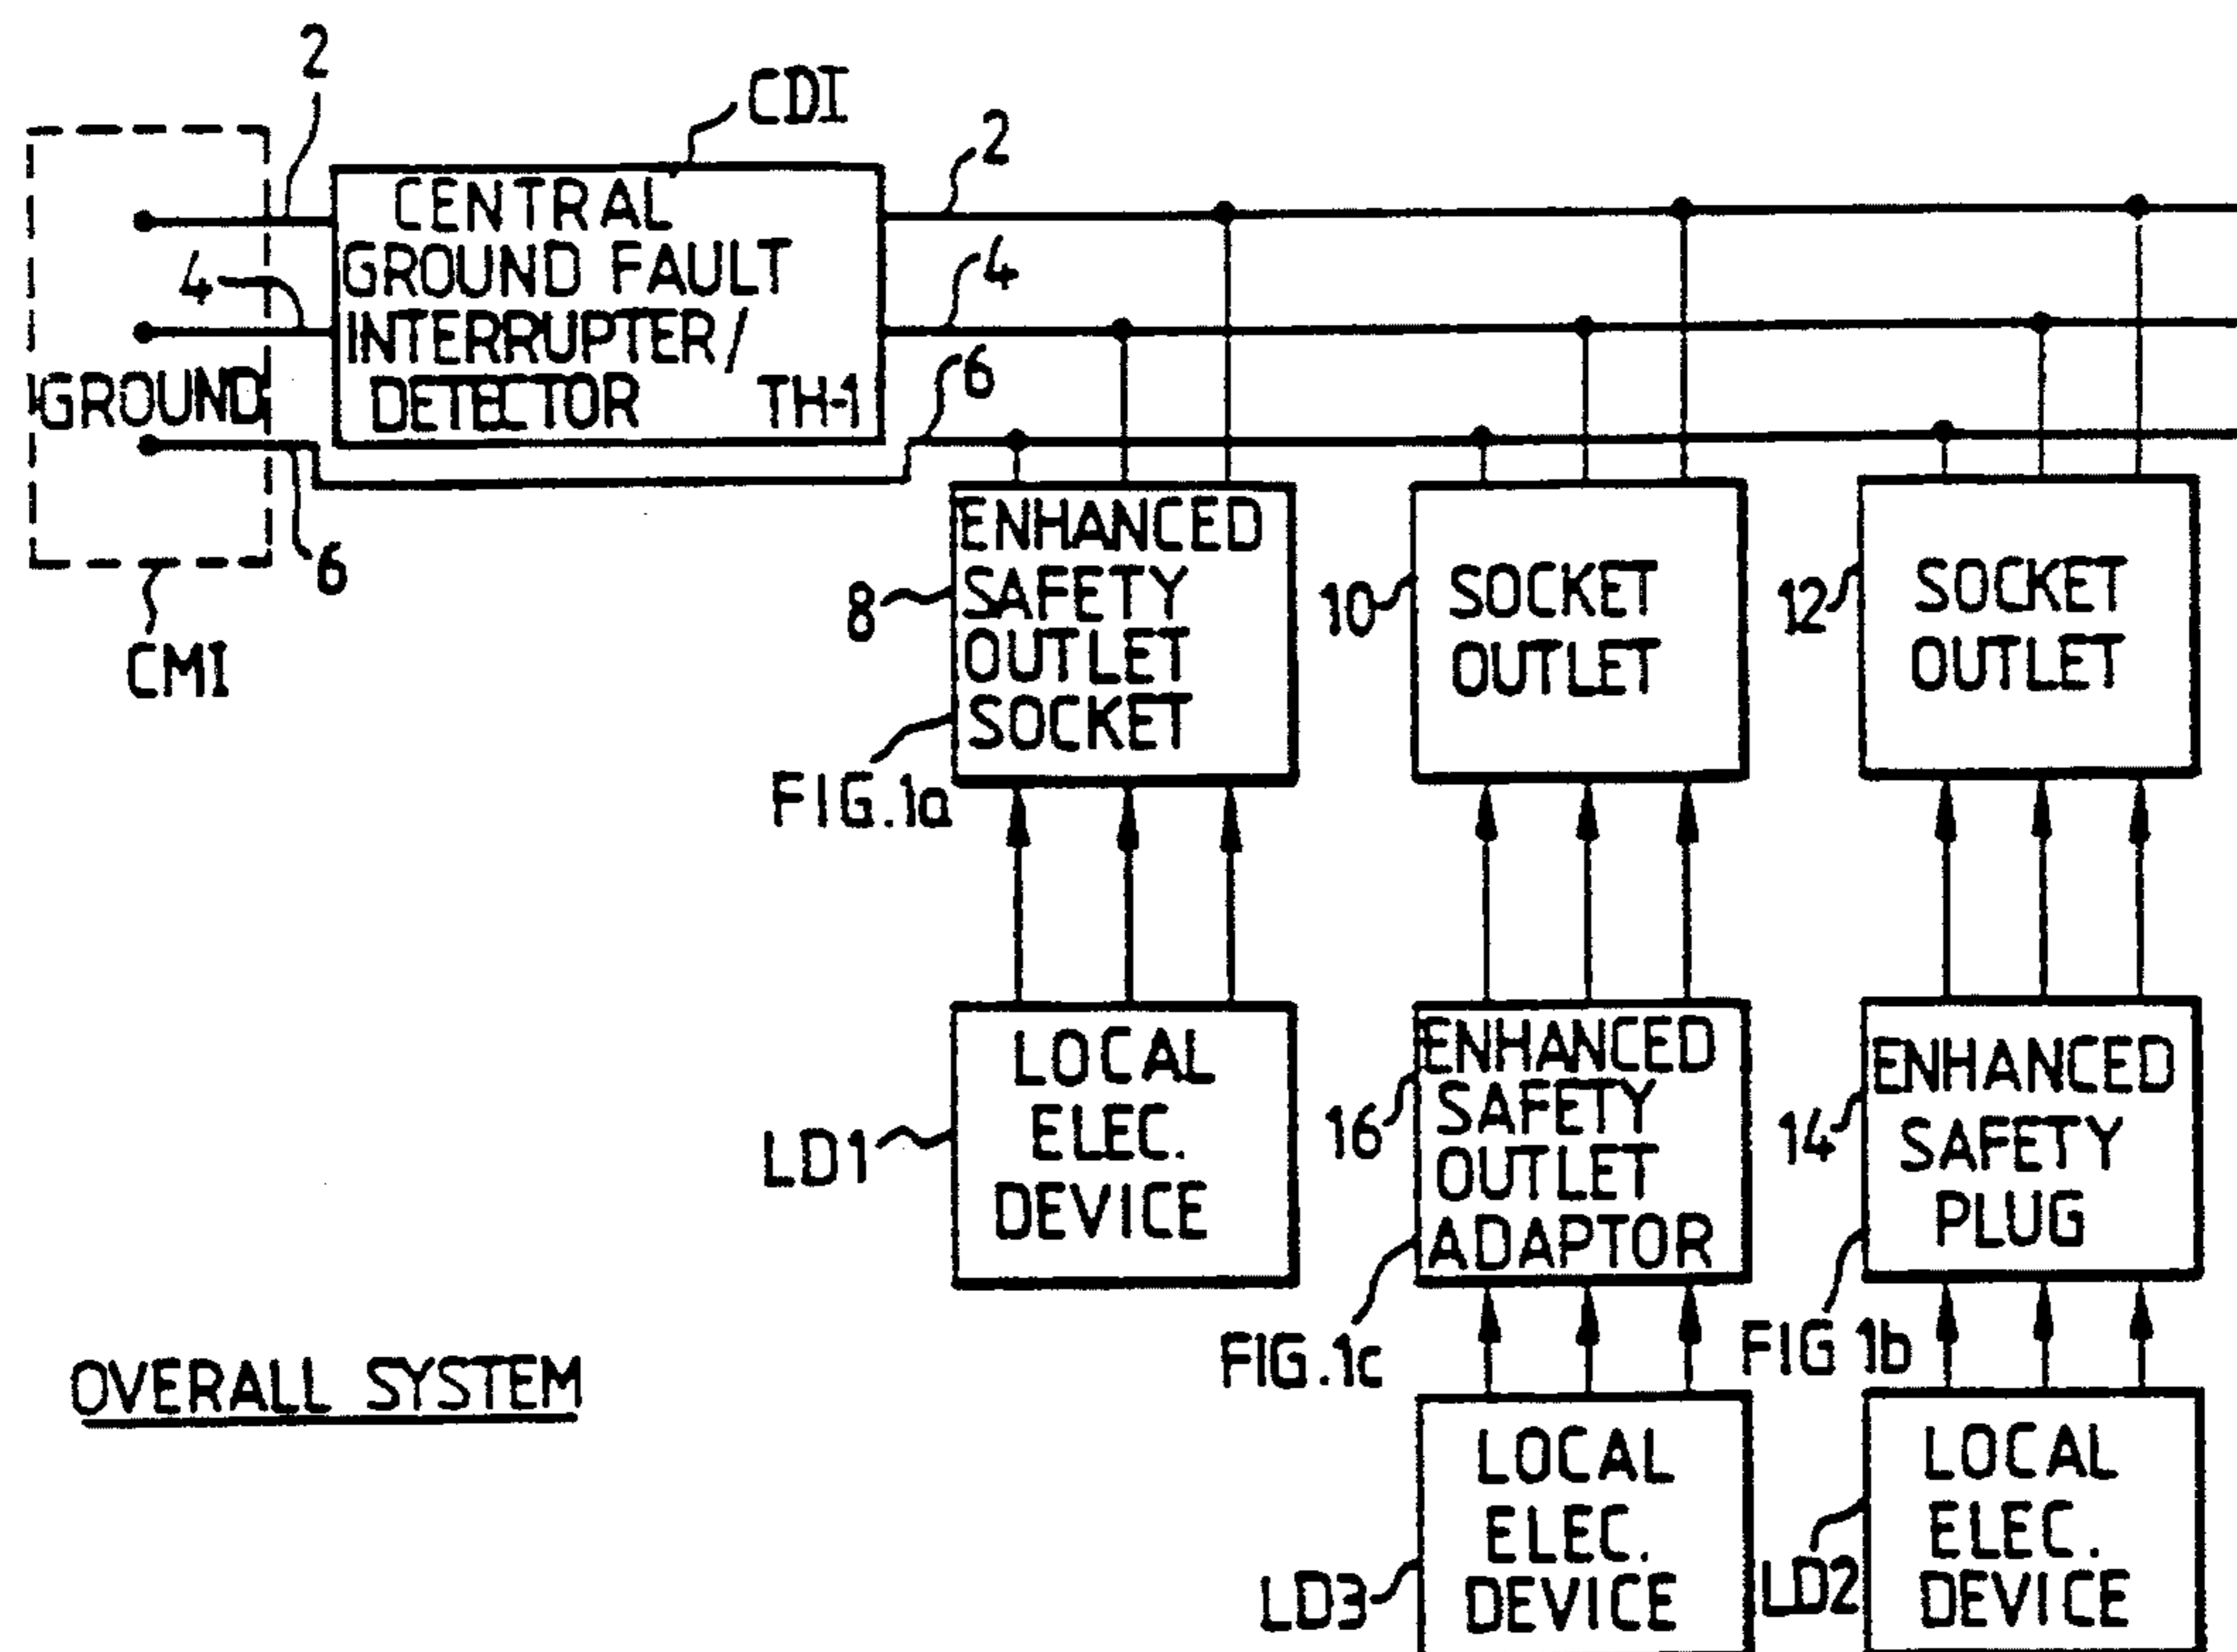 2
CDI
2
CENTRAL
GROUND FAULT
INTERRUPTER/
DETECTOR TH-1
4
4
6
GROUND
6
CMI
ENHANCED
SAFETY
OUTLET
SOCKET
8
FIG.1a
SOCKET
OUTLET
10
SOCKET
OUTLET
12
LOCAL
ELEC.
DEVICE
LD1
ENHANCED
SAFETY
OUTLET
ADAPTOR
16
FIG.1c
ENHANCED
SAFETY
PLUG
14
FIG 1b
OVERALL SYSTEM
LOCAL
ELEC.
DEVICE
LD3
LOCAL
ELEC.
DEVICE
LD2